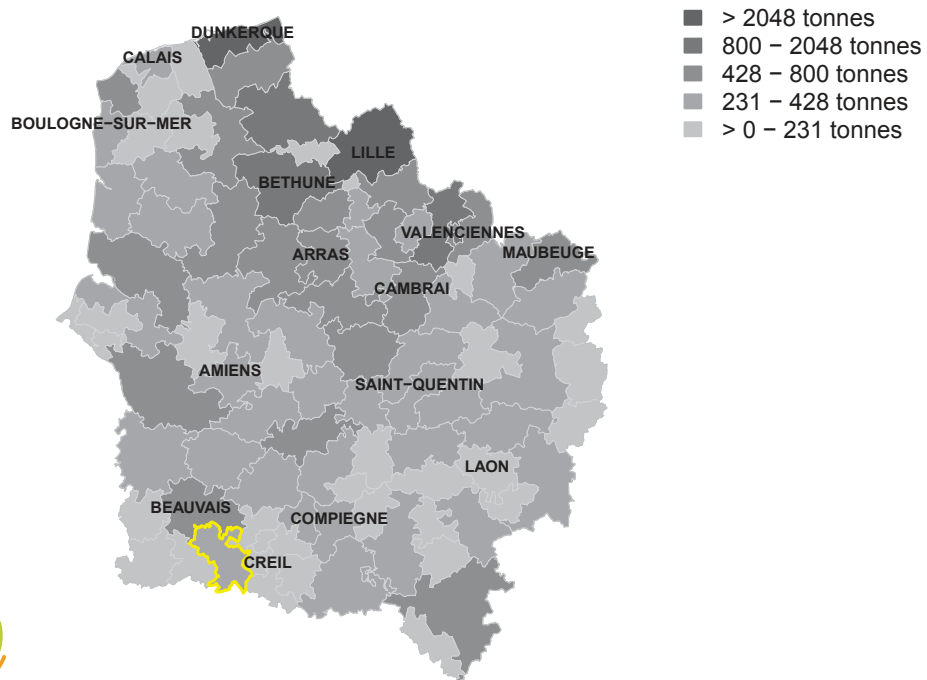 > 2048 tonnes
800 − 2048 tonnes
428 − 800 tonnes
231 − 428 tonnes
> 0 − 231 tonnes
DUNKERQUE
CALAIS
BOULOGNE−SUR−MER
LILLE
BETHUNE
VALENCIENNES
ARRAS
MAUBEUGE
CAMBRAI
AMIENS
SAINT−QUENTIN
LAON
BEAUVAIS
COMPIEGNE
CREIL